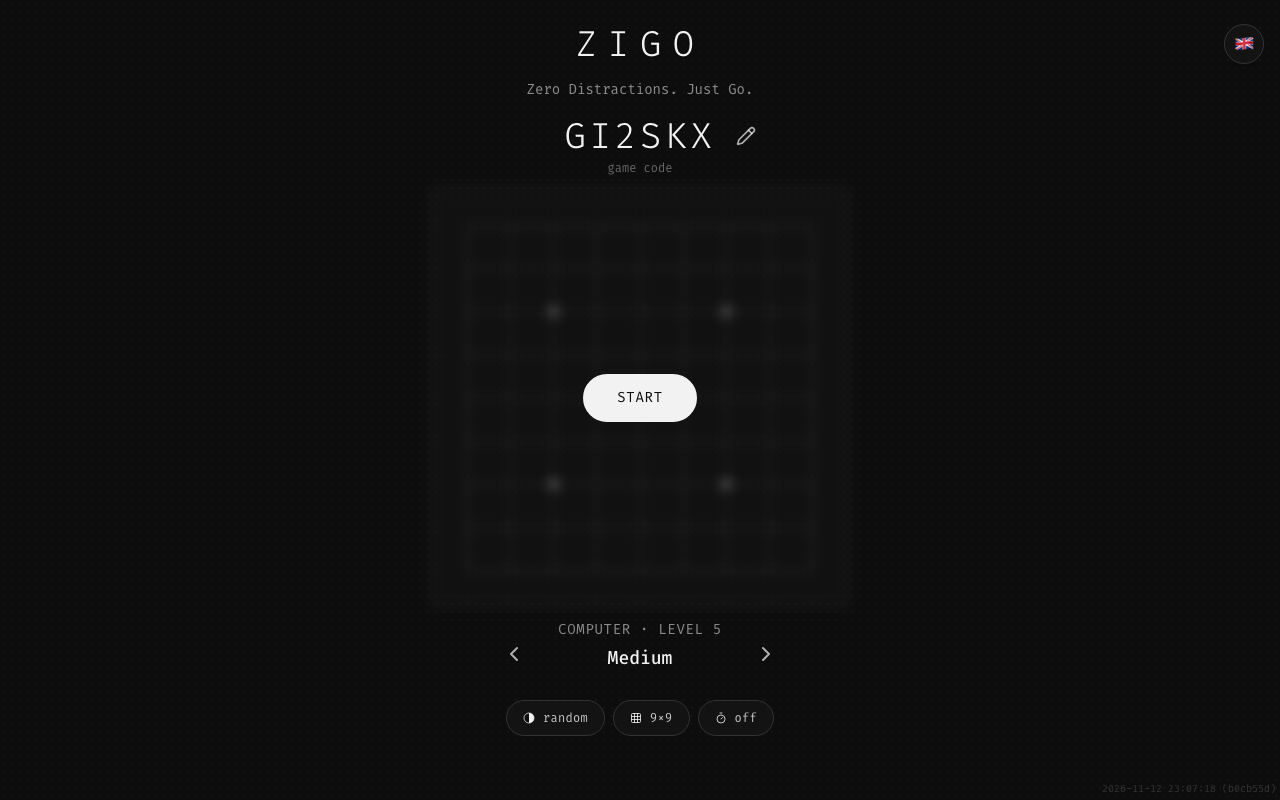 ZIGO
Zero Distractions. Just Go.
GI2SKX
game code
START
COMPUTER · LEVEL 5
Medium
random
9×9
off
2026-11-12 23:07:18 (b0cb55d)